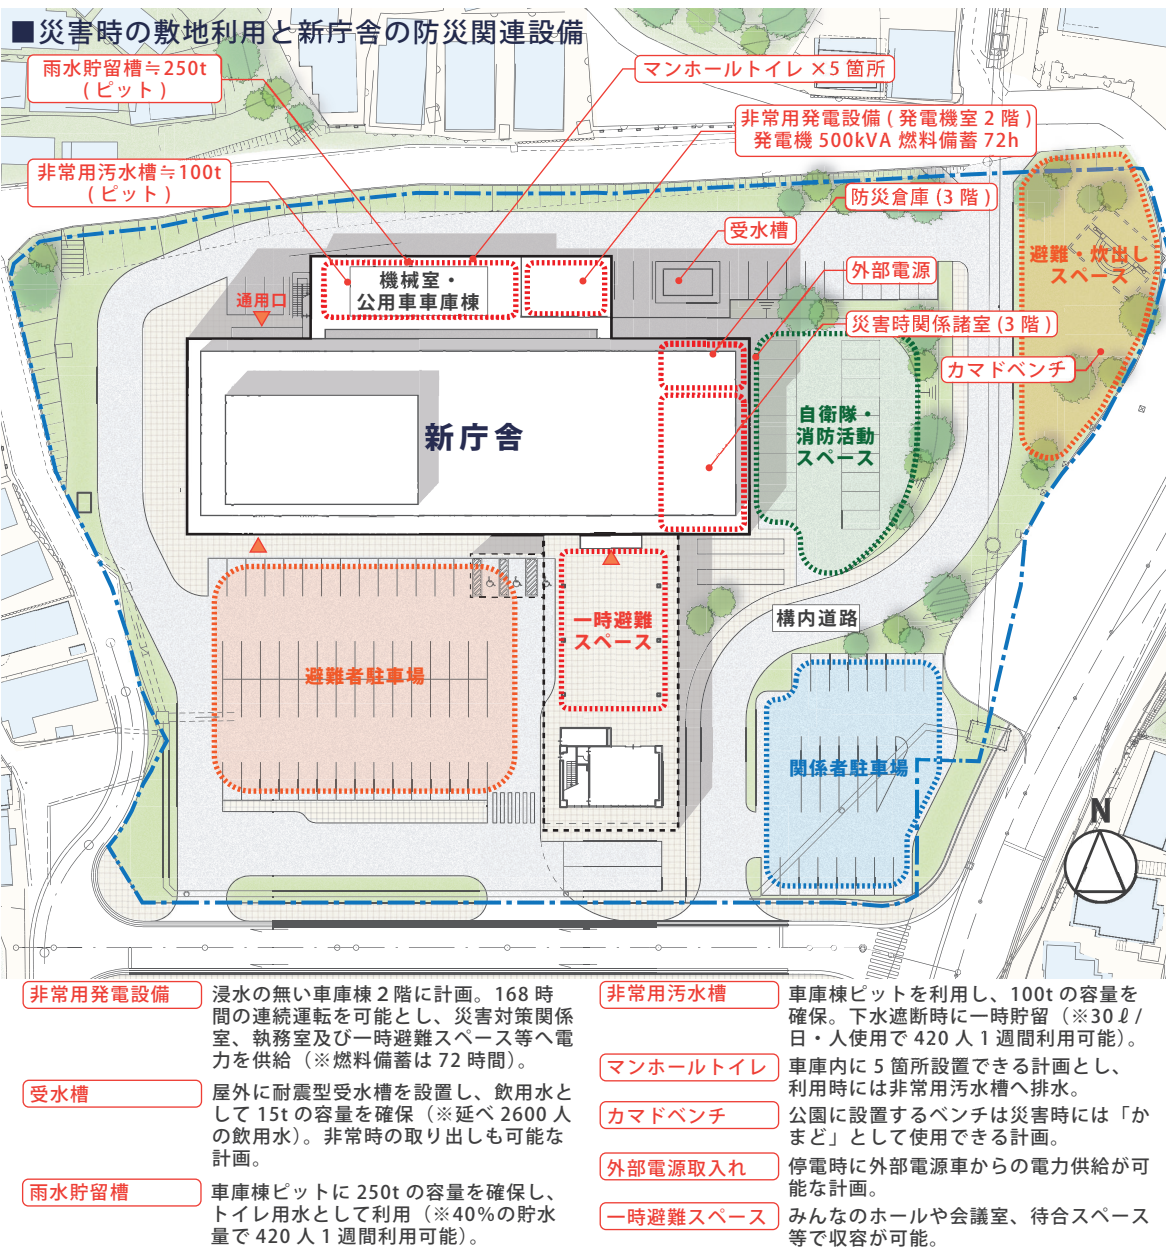 ■災害時の敷地利用と新庁舎の防災関連設備
雨水貯留槽≒250t
(ピット)
マンホールトイレ ×5 箇所
非常用発電設備 ( 発電機室 2 階 )
発電機 500kVA 燃料備蓄 72h
非常用汚水槽≒100t
(ピット)
防災倉庫 (3 階 )
受水槽
避難・炊出し
スペース
外部電源
機械室・
公用車車庫棟
通用口
災害時関係諸室 (3 階 )
カマドベンチ
自衛隊・
消防活動
スペース
新庁舎
一時避難
スペース
構内道路
避難者駐車場
関係者駐車場
N
非常用発電設備
浸水の無い車庫棟 2 階に計画。168 時
間の連続運転を可能とし、災害対策関係
室、執務室及び一時避難スペース等へ電
力を供給(※燃料備蓄は 72 時間)。
受水槽
屋外に耐震型受水槽を設置し、飲用水と
して 15t の容量を確保(※延べ 2600 人
の飲用水)。非常時の取り出しも可能な
計画。
雨水貯留槽
車庫棟ピットに 250t の容量を確保し、
トイレ用水として利用(※40%の貯水
量で 420 人 1 週間利用可能)。
非常用汚水槽
車庫棟ピットを利用し、100t の容量を
確保。下水遮断時に一時貯留(※30ℓ/
日・人使用で 420 人 1 週間利用可能)。
マンホールトイレ
車庫内に 5 箇所設置できる計画とし、
利用時には非常用汚水槽へ排水。
カマドベンチ
公園に設置するベンチは災害時には「か
まど」として使用できる計画。
外部電源取入れ
停電時に外部電源車からの電力供給が可
能な計画。
一時避難スペース
みんなのホールや会議室、待合スペース
等で収容が可能。